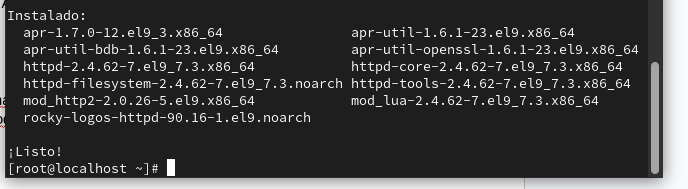 Instalado:
apr-1.7.0-12.el9_3.x86_64 apr-util-1.6.1-23.el9.x86_64
apr-util-bdb-1.6.1-23.el9.x86_64 apr-util-openssl-1.6.1-23.el9.x86_64
httpd-2.4.62-7.el9_7.3.x86_64 httpd-core-2.4.62-7.el9_7.3.x86_64
httpd-filesystem-2.4.62-7.el9_7.3.noarch httpd-tools-2.4.62-7.el9_7.3.x86_64
mod_http2-2.0.26-5.el9.x86_64 mod_lua-2.4.62-7.el9_7.3.x86_64
rocky-logos-httpd-90.16-1.el9.noarch
¡Listo!
[root@localhost ~]#